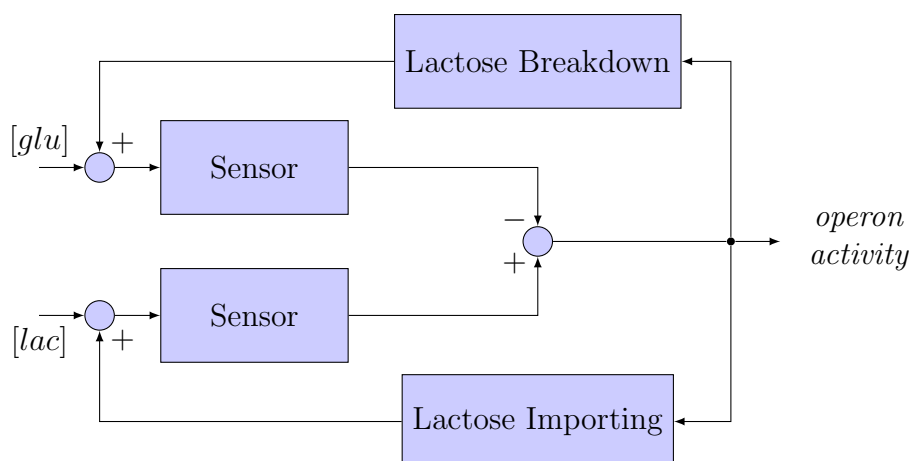 Lactose Breakdown
[glu]
+
Sensor
−
operon
activity
+
Sensor
[lac]
+
Lactose Importing